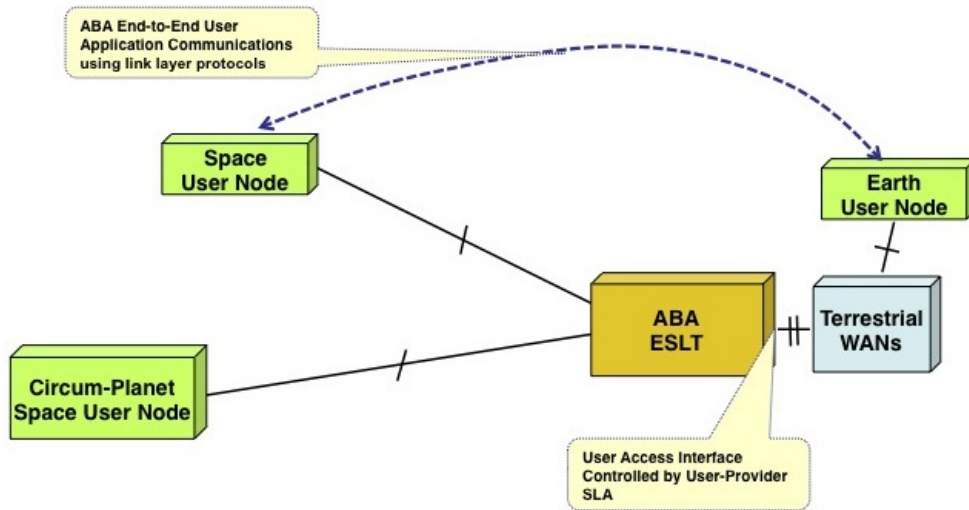 ABA End-to-End User
Application Communications
using link layer protocols
Space
User Node
Earth
User Node
ABA
ESLT
Terrestrial
WANs
Circum-Planet
Space User Node
User Access Interface
Controlled by User-Provider
SLA